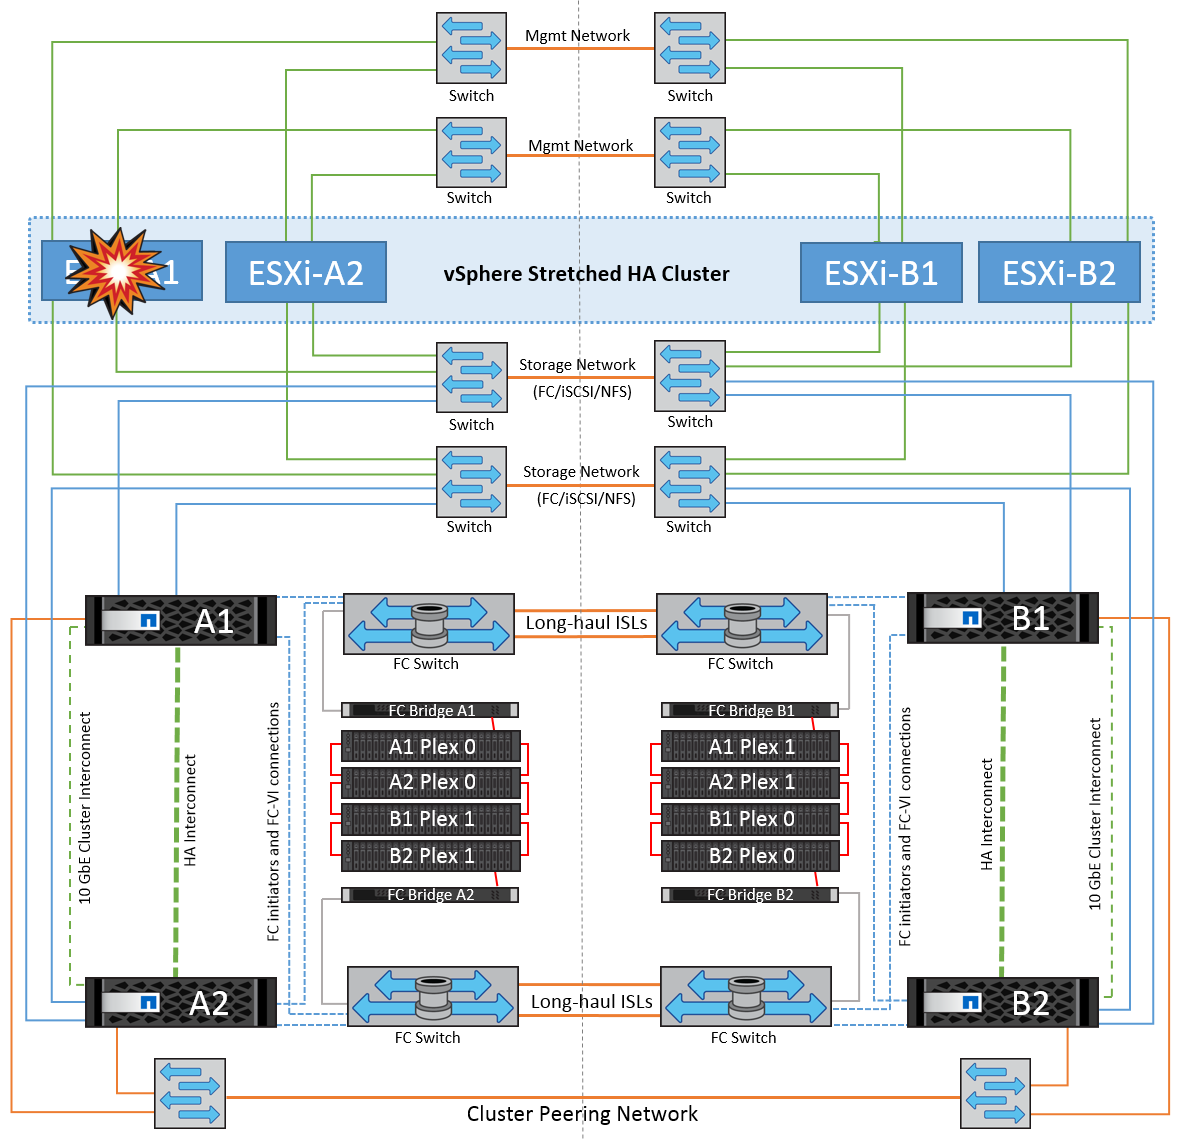 Mgmt Network
Switch
Switch
Mgmt Network
Switch
Switch
E
1
ESXi-A2
vSphere Stretched HA Cluster
ESXi-B1
ESXi-B2
Storage Network
(FC/iSCSI/NFS)
Switch
Switch
Storage Network
(FC/iSCSI/NFS)
Switch
Switch
A1
B1
Long-haul ISLs
FC Switch
FC Switch
FC Bridge A1
FC Bridge B1
A1 Plex 0
A1 Plex 1
A2 Plex 0
A2 Plex 1
B1 Plex 1
B1 Plex 0
B2 Plex 1
B2 Plex 0
FC Bridge A2
FC Bridge B2
10 GbE Cluster Interconnect
HA Interconnect
FC initiators and FC-VI connections
FC initiators and FC-VI connections
HA Interconnect
10 GbE Cluster Interconnect
A2
B2
Long-haul ISLs
FC Switch
FC Switch
Cluster Peering Network